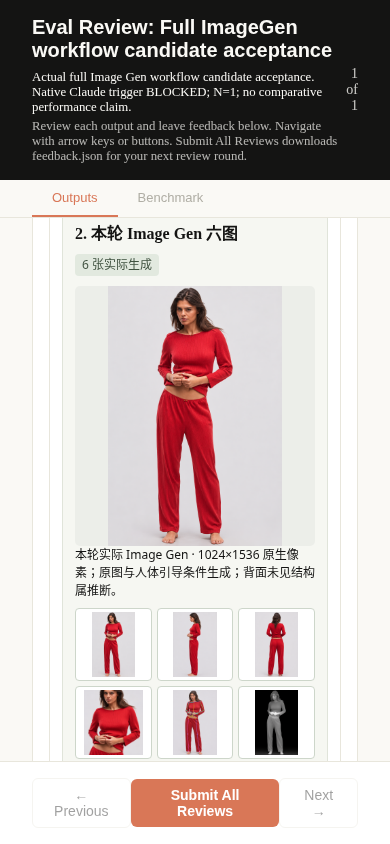 Eval Review: Full ImageGen
workflow candidate acceptance
Actual full Image Gen workflow candidate acceptance.
Native Claude trigger BLOCKED; N=1; no comparative
performance claim.
1
of
1
Review each output and leave feedback below. Navigate
with arrow keys or buttons. Submit All Reviews downloads
feedback.json for your next review round.
Outputs
Benchmark
2. 本轮 Image Gen 六图
6 张实际生成
本轮实际 Image Gen · 1024×1536 原生像
素；原图与人体引导条件生成；背面未见结构
属推断。
←
Previous
Submit All
Reviews
Next
→